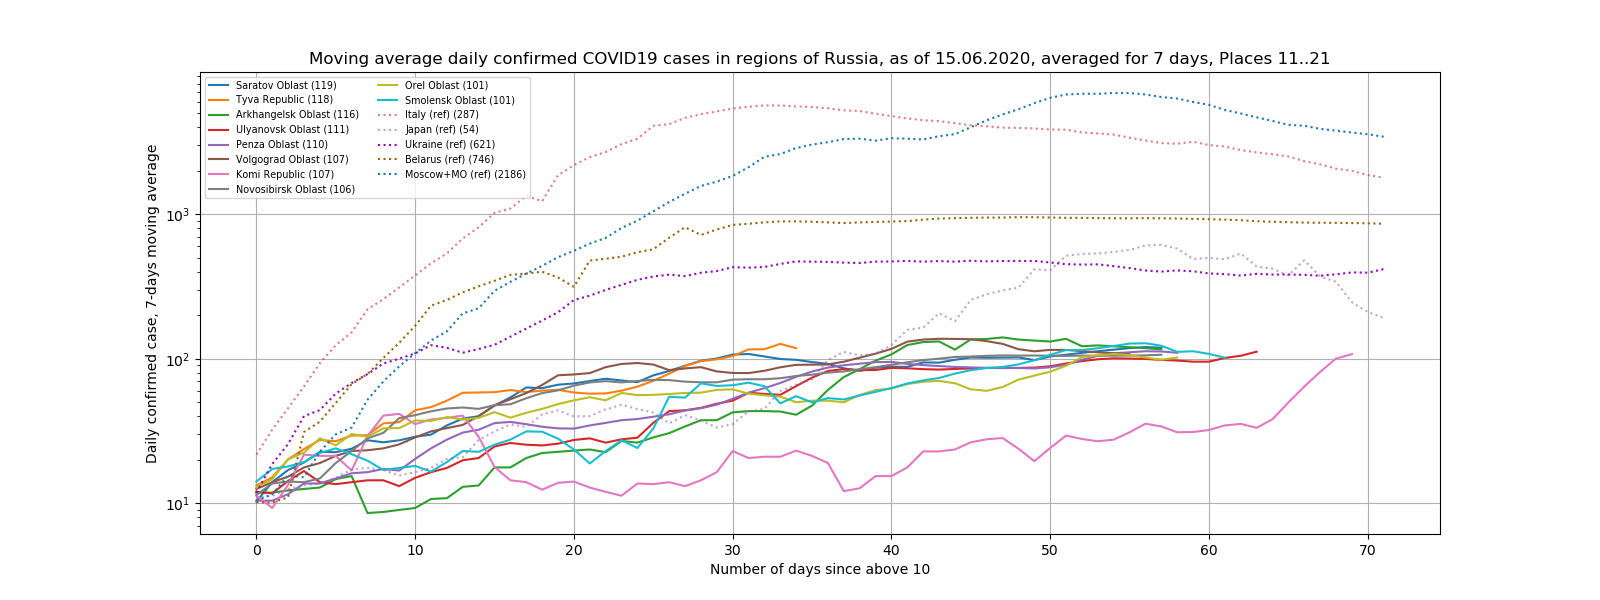 Moving average daily confirmed COVID19 cases in regions of Russia, as of 15.06.2020, averaged for 7 days, Places 11..21
Saratov Oblast (119)
Tyva Republic (118)
Arkhangelsk Oblast (116)
Ulyanovsk Oblast (111)
Penza Oblast (110)
Volgograd Oblast (107)
Komi Republic (107)
Novosibirsk Oblast (106)
Orel Oblast (101)
Smolensk Oblast (101)
Italy (ref) (287)
Japan (ref) (54)
Ukraine (ref) (621)
Belarus (ref) (746)
Moscow+MO (ref) (2186)
Daily confirmed case, 7-days moving average
10³
10²
10¹
0 10 20 30 40 50 60 70
Number of days since above 10